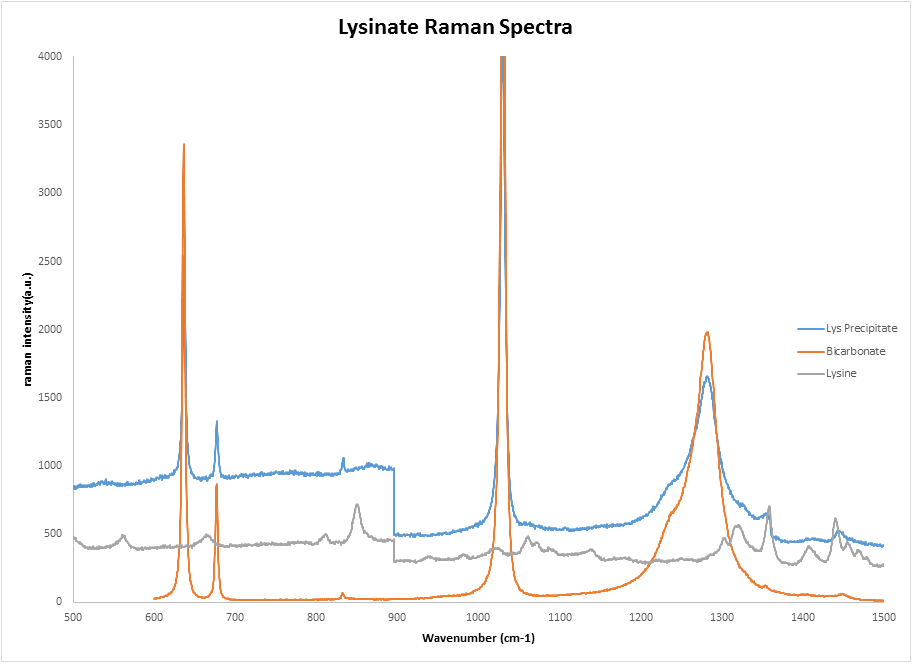 Lysinate Raman Spectra
4000
3500
3000
2500
2000
1500
1000
500
0
raman intensity(a.u.)
500 600 700 800 900 1000 1100 1200 1300 1400 1500
Wavenumber (cm-1)
Lys Precipitate
Bicarbonate
Lysine